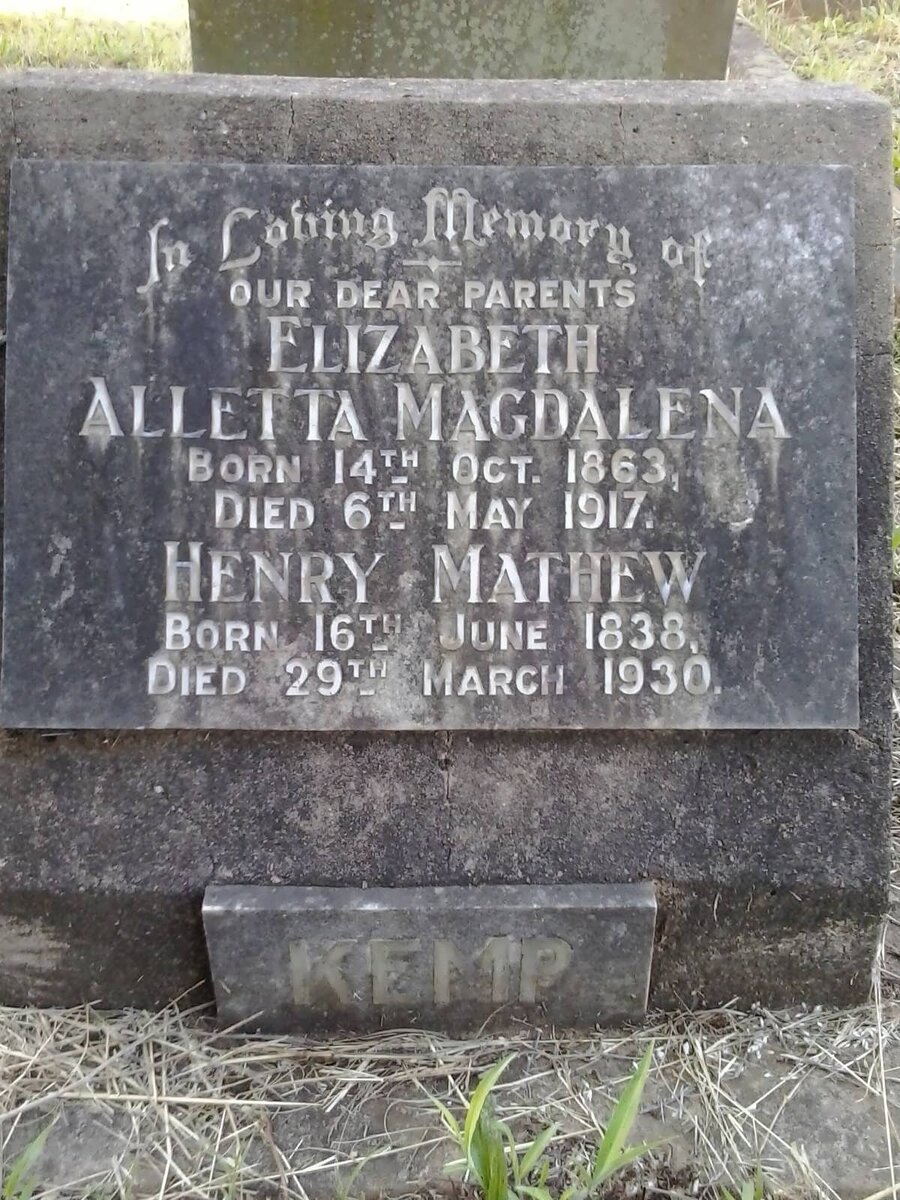 In Loving Memory of
OUR DEAR PARENTS
ELIZABETH
ALLETTA MAGDALENA
BORN 14TH OCT. 1863,
DIED 6TH MAY 1917.
HENRY MATHEW
BORN 16TH JUNE 1838,
DIED 29TH MARCH 1930.
KEMP